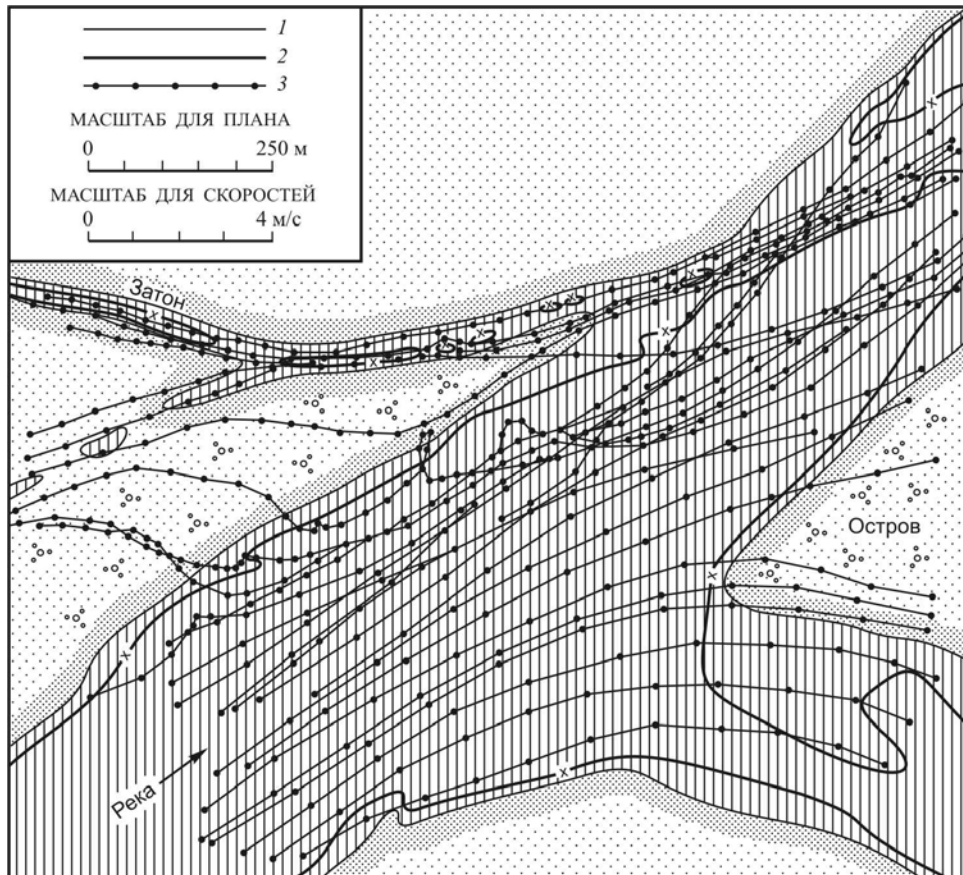 1
2
3
МАСШТАБ ДЛЯ ПЛАНА
0 250 м
МАСШТАБ ДЛЯ СКОРОСТЕЙ
0 4 м/с
Затон
Остров
Река